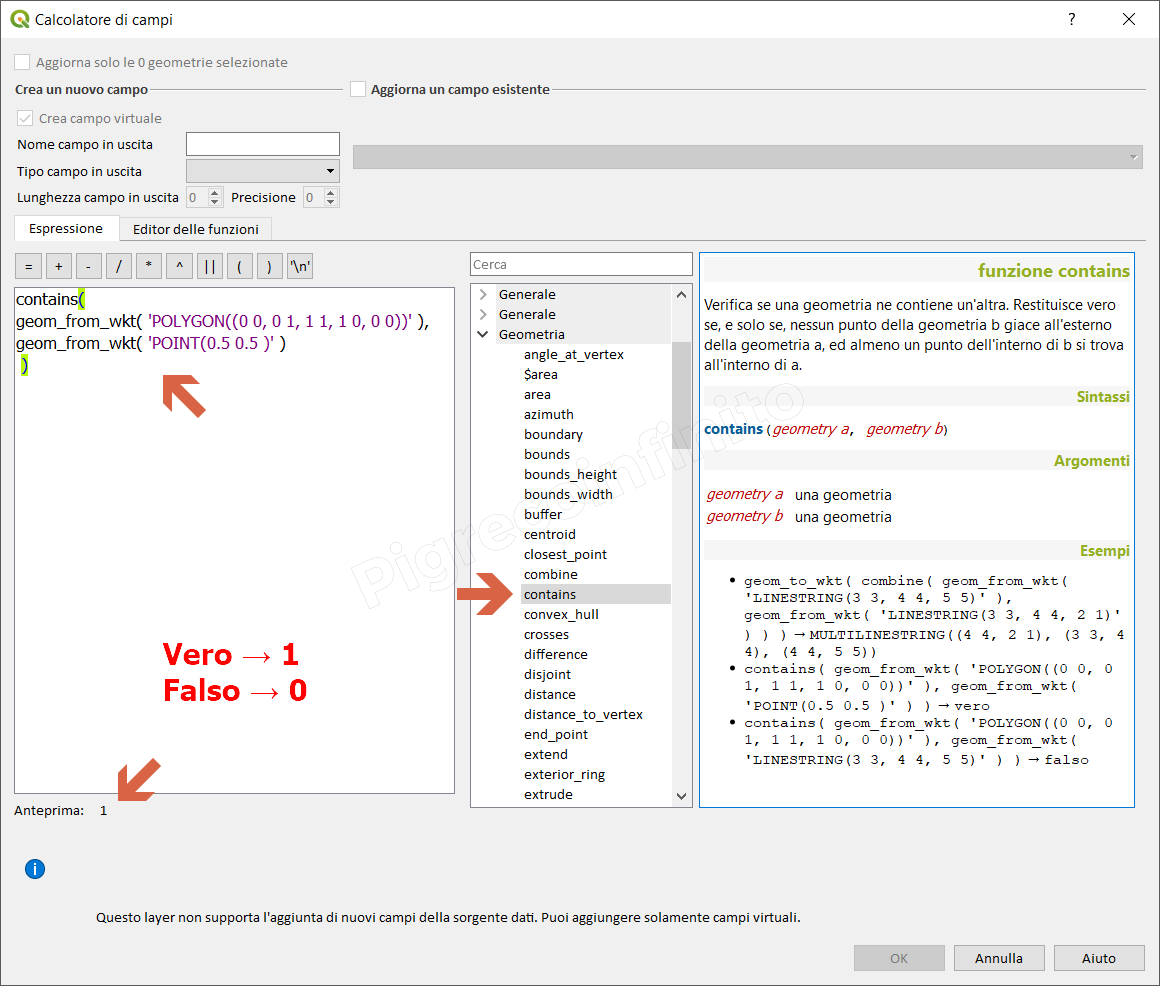 Calcolatore di campi
?
Aggiorna solo le 0 geometrie selezionate
Crea un nuovo campo
Aggiorna un campo esistente
Crea campo virtuale
Nome campo in uscita
Tipo campo in uscita
Lunghezza campo in uscita 0 Precisione 0
Espressione Editor delle funzioni
= + - / * ^ || ( ) '\n'
contains(
geom_from_wkt( 'POLYGON((0 0, 0 1, 1 1, 1 0, 0 0))' ),
geom_from_wkt( 'POINT(0.5 0.5 )' )
)
Vero → 1
Falso → 0
Anteprima: 1
Cerca
Generale
Generale
Geometria
angle_at_vertex
$area
area
azimuth
boundary
bounds
bounds_height
bounds_width
buffer
centroid
closest_point
combine
contains
convex_hull
crosses
difference
disjoint
distance
distance_to_vertex
end_point
extend
exterior_ring
extrude
funzione contains
Verifica se una geometria ne contiene un'altra. Restituisce vero
se, e solo se, nessun punto della geometria b giace all'esterno
della geometria a, ed almeno un punto dell'interno di b si trova
all'interno di a.
Sintassi
contains (geometry a, geometry b)
Argomenti
geometry a una geometria
geometry b una geometria
Esempi
• geom_to_wkt( combine( geom_from_wkt(
'LINESTRING(3 3, 4 4, 5 5)' ),
geom_from_wkt( 'LINESTRING(3 3, 4 4, 2 1)'
) ) ) → MULTILINESTRING((4 4, 2 1), (3 3, 4
4), (4 4, 5 5))
• contains( geom_from_wkt( 'POLYGON((0 0, 0
1, 1 1, 1 0, 0 0))' ), geom_from_wkt(
'POINT(0.5 0.5 )' ) ) → vero
• contains( geom_from_wkt( 'POLYGON((0 0, 0
1, 1 1, 1 0, 0 0))' ), geom_from_wkt(
'LINESTRING(3 3, 4 4, 5 5)' ) ) → falso
Pigrecoinfinito
Questo layer non supporta l'aggiunta di nuovi campi della sorgente dati. Puoi aggiungere solamente campi virtuali.
OK Annulla Aiuto